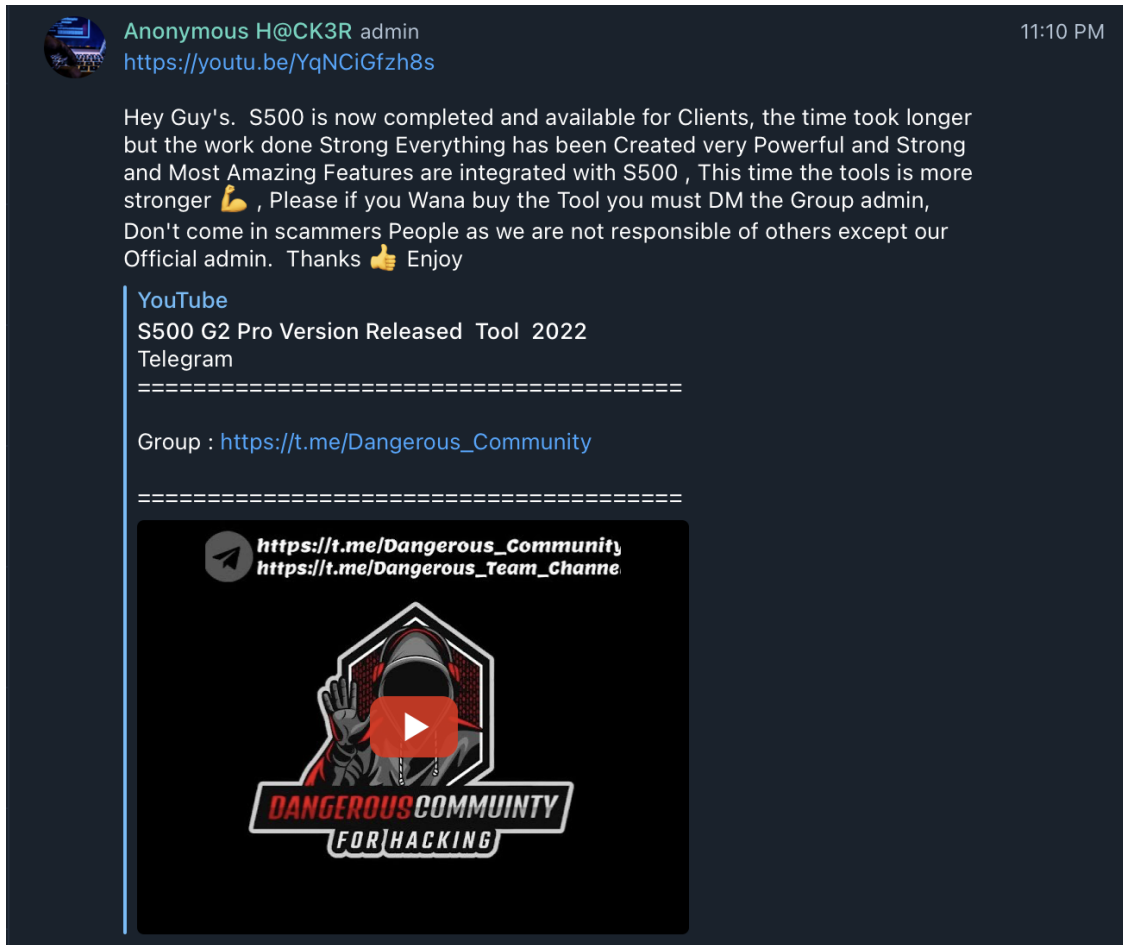 Anonymous H@CK3R admin 11:10 PM
https://youtu.be/YqNCiGfzh8s
Hey Guy's.  S500 is now completed and available for Clients, the time took longer
but the work done Strong Everything has been Created very Powerful and Strong
and Most Amazing Features are integrated with S500 , This time the tools is more
stronger 💪 , Please if you Wana buy the Tool you must DM the Group admin,
Don't come in scammers People as we are not responsible of others except our
Official admin.  Thanks 👍 Enjoy
YouTube
S500 G2 Pro Version Released  Tool  2022
Telegram
=======================================
Group : https://t.me/Dangerous_Community
=======================================
https://t.me/Dangerous_Community
https://t.me/Dangerous_Team_Channe
DANGEROUSCOMMUINTY
FOR HACKING